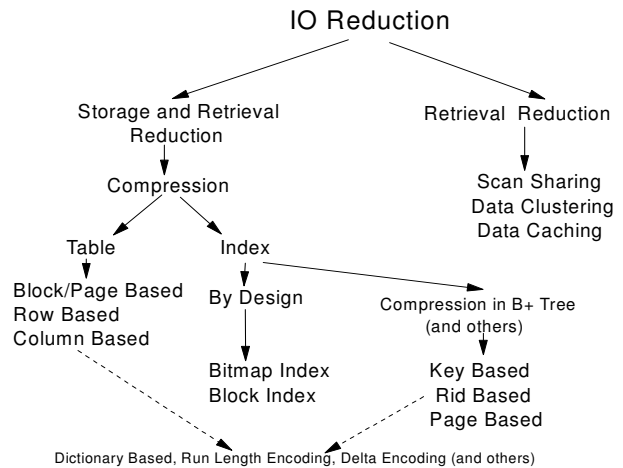 IO Reduction
Storage and Retrieval
Reduction
Retrieval Reduction
Compression
Scan Sharing
Data Clustering
Data Caching
Table
Index
Block/Page Based
Row Based
Column Based
By Design
Compression in B+ Tree
(and others)
Bitmap Index
Block Index
Key Based
Rid Based
Page Based
Dictionary Based, Run Length Encoding, Delta Encoding (and others)